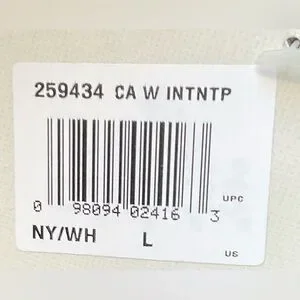 259434 CA W INTNTP
UPC
0 98094 02416 3
NY/WH L
US